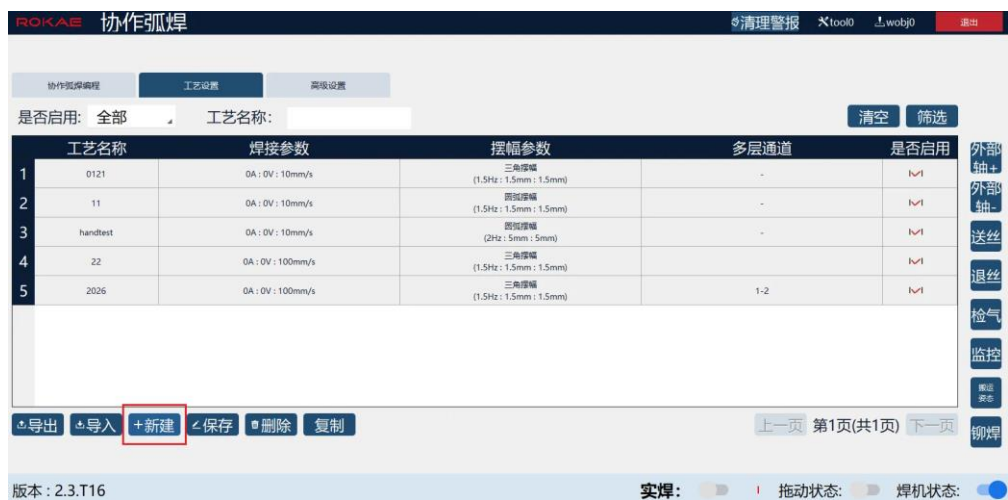 ROKAE 协作弧焊 清理警报 tool0 wobj0 退出
协作弧焊编程 工艺设置 高级设置
是否启用: 全部 工艺名称: 清空 筛选
工艺名称 焊接参数 摆幅参数 多层通道 是否启用
1 0121 0A : 0V : 10mm/s 三角摆幅 -
(1.5Hz : 1.5mm : 1.5mm)
2 11 0A : 0V : 10mm/s 圆弧摆幅 -
(1.5Hz : 1.5mm : 1.5mm)
3 handtest 0A : 0V : 10mm/s 圆弧摆幅 -
(2Hz : 5mm : 5mm)
4 22 0A : 0V : 100mm/s 三角摆幅
(1.5Hz : 1.5mm : 1.5mm)
5 2026 0A : 0V : 100mm/s 三角摆幅 1-2
(1.5Hz : 1.5mm : 1.5mm)
外部
轴+
外部
轴-
送丝
退丝
检气
监控
搬运
姿态
铆焊
导出 导入 +新建 保存 删除 复制 上一页 第1页(共1页) 下一页
版本 : 2.3.T16 实焊: 拖动状态: 焊机状态: